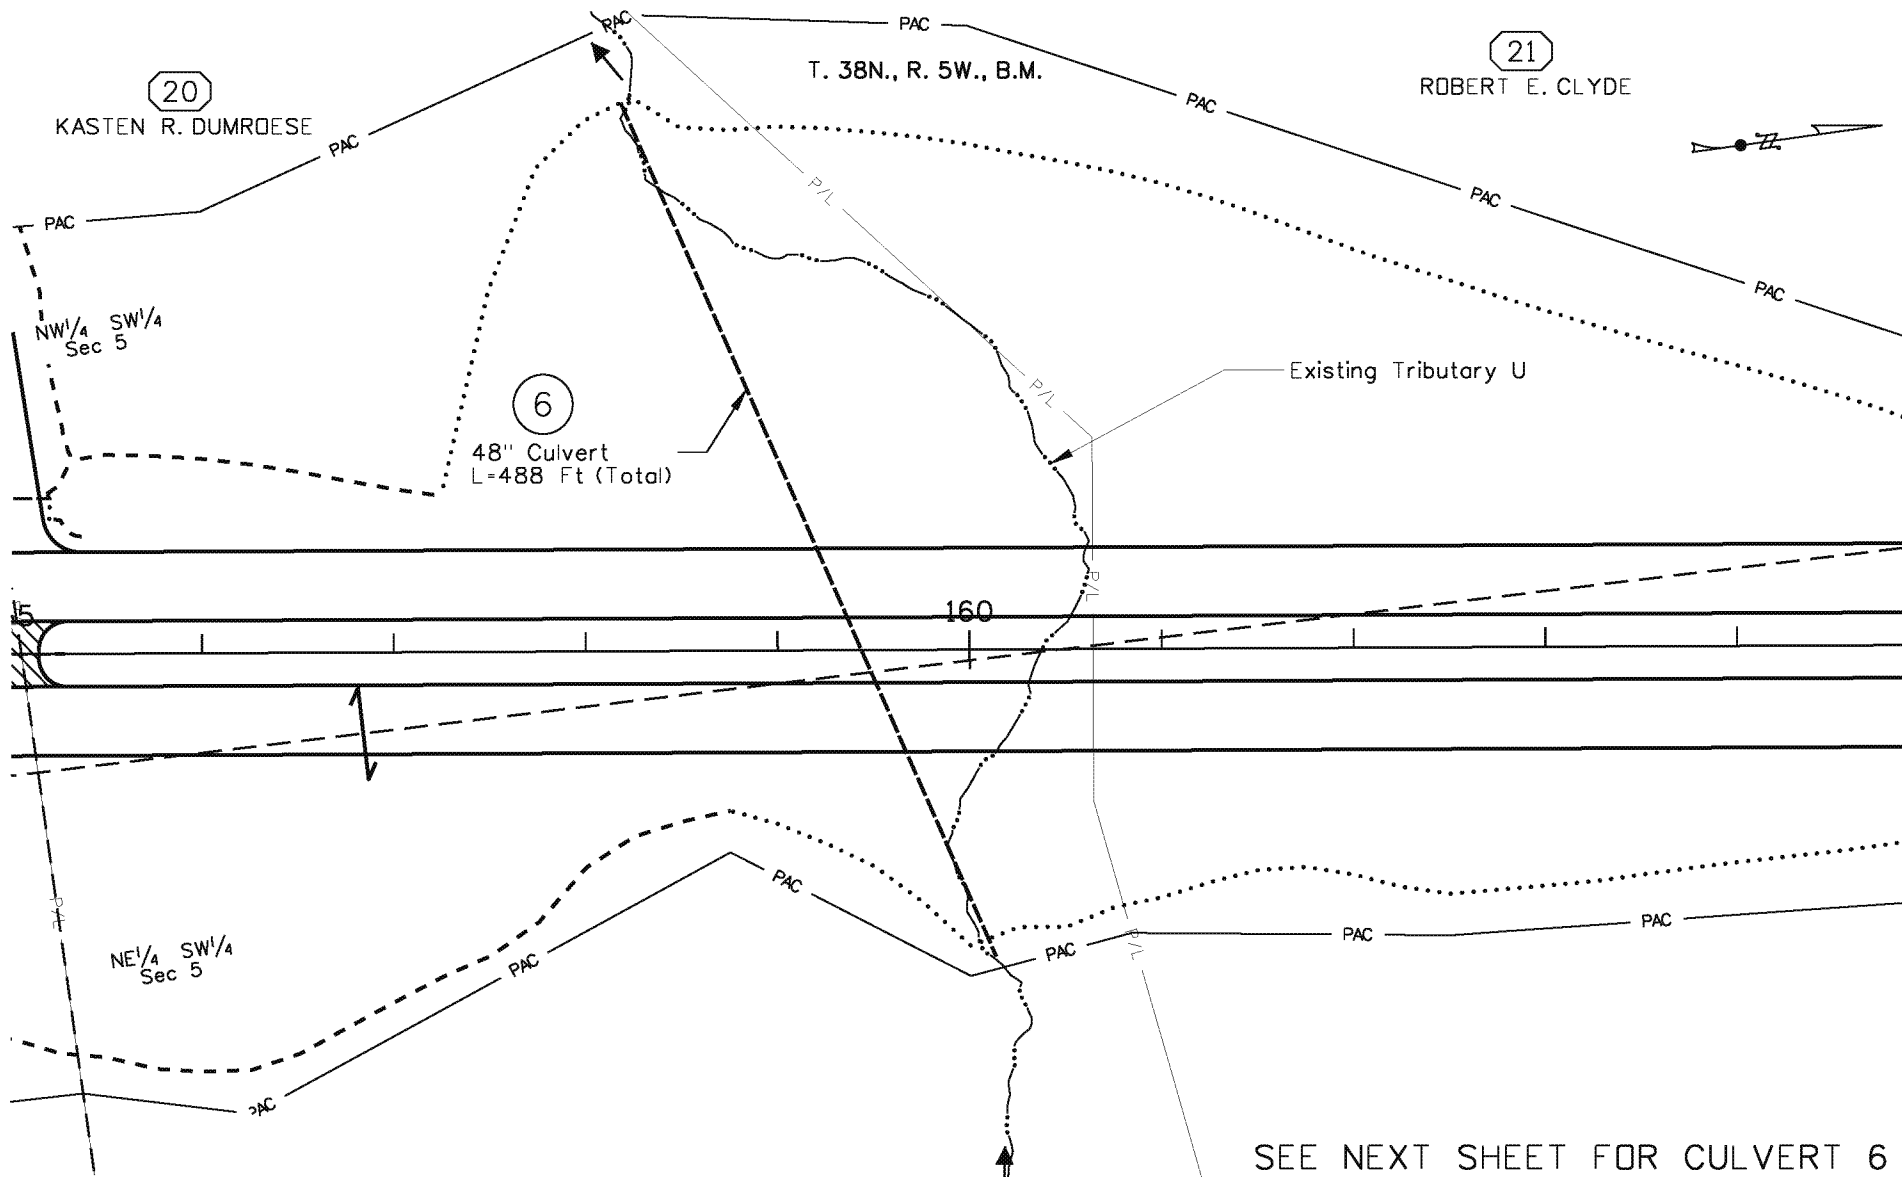 PAC
PAC
20
KASTEN R. DUMROESE
T. 38N., R. 5W., B.M.
21
ROBERT E. CLYDE
PAC
PAC
N
P/L
PAC
PAC
PAC
NW1/4 SW1/4
Sec 5
Existing Tributary U
P/L
6
48" Culvert
L=488 Ft (Total)
P/L
160
PAC
P/L
NE1/4 SW1/4
Sec 5
PAC
PAC
P/L
PAC
PAC
PAC
SEE NEXT SHEET FOR CULVERT 6